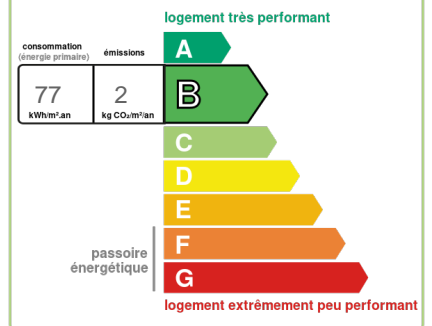 logement très performant
consommation
(énergie primaire)
émissions
A
77
2
B
kWh/m².an
kg CO₂/m²/an
C
D
E
F
passoire
énergétique
G
logement extrêmement peu performant